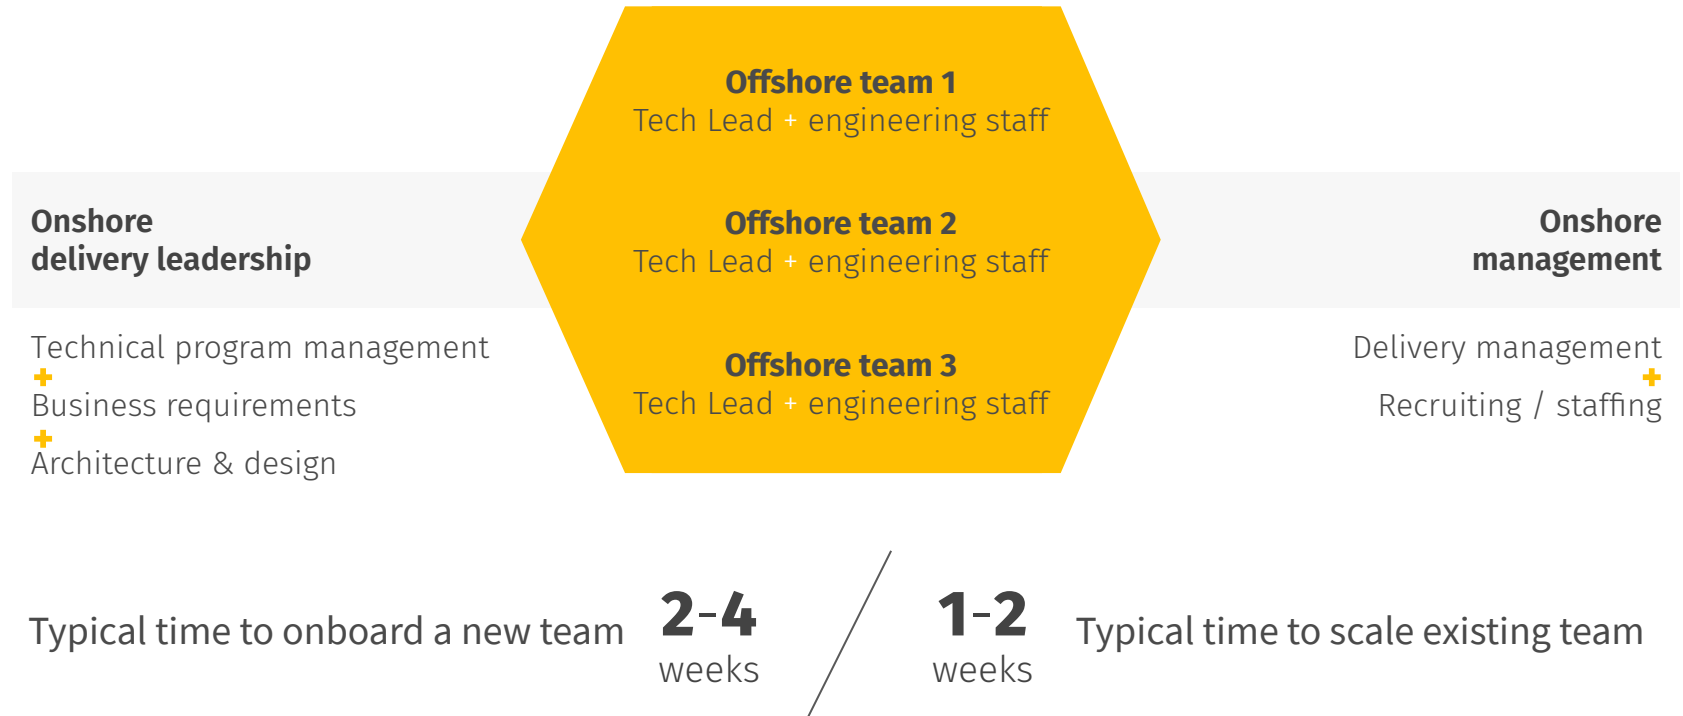 Offshore team 1
Tech Lead + engineering staff
Onshore
delivery leadership
Offshore team 2
Tech Lead + engineering staff
Onshore
management
Technical program management
+
Business requirements
+
Architecture & design
Offshore team 3
Tech Lead + engineering staff
Delivery management
+
Recruiting / staffing
Typical time to onboard a new team
2-4
weeks
1-2
weeks
Typical time to scale existing team